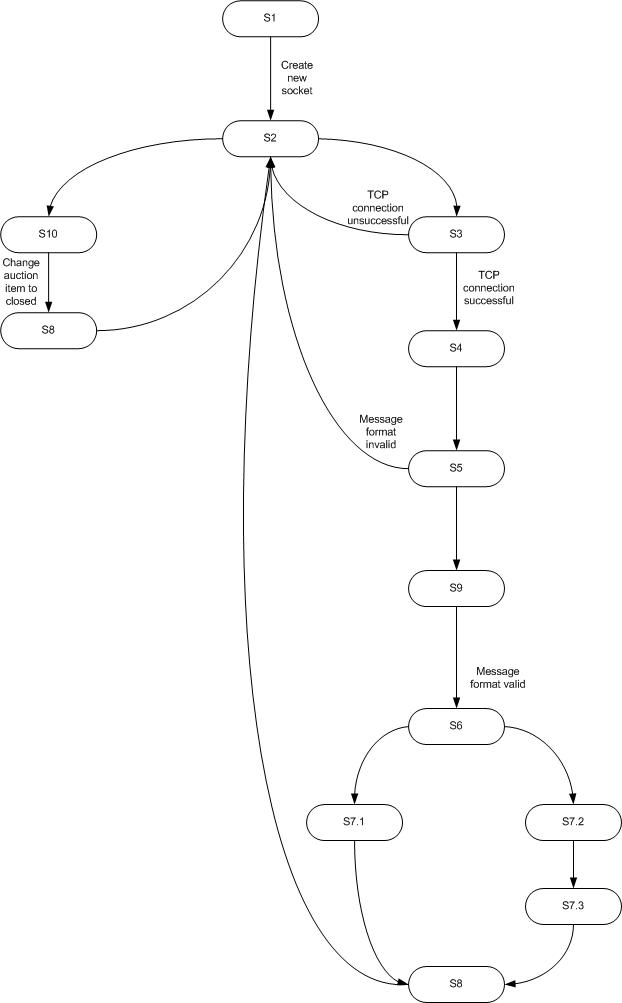 S1
Create
new
socket
S2
TCP
connection
unsuccessful
S10
S3
Change
auction
item to
closed
TCP
connection
successful
S8
S4
Message
format
invalid
S5
S9
Message
format valid
S6
S7.1
S7.2
S7.3
S8